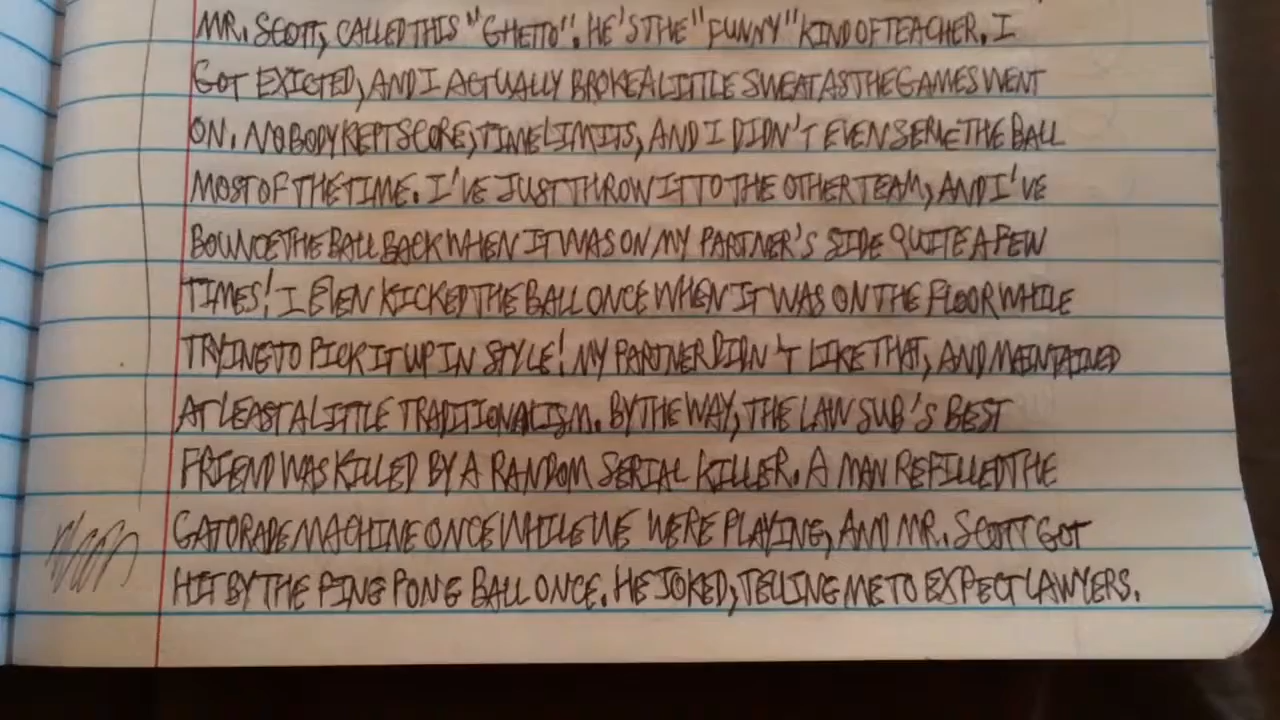 MR. SCOTT, CALLED THIS "GHETTO". HE'S THE "FUNNY" KIND OF TEACHER. I
GOT EXICTED, AND I ACTUALLY BROKE A LITTLE SWEAT AS THE GAMES WENT
ON. NOBODY KEPT SCORE, TIME LIMITS, AND I DIDN'T EVEN SERVE THE BALL
MOST OF THE TIME. I'VE JUST THROW IT TO THE OTHER TEAM, AND I'VE
BOUNCE THE BALL BACK WHEN IT WAS ON MY PARTNER'S SIDE QUITE A FEW
TIMES! I EVEN KICKED THE BALL ONCE WHEN IT WAS ON THE FLOOR WHILE
TRYING TO PICK IT UP IN STYLE! MY PARTNER DIDN'T LIKE THAT, AND MAINTAINED
AT LEAST A LITTLE TRADITIONALISM. BY THE WAY, THE LAW SUB'S BEST
FRIEND WAS KILLED BY A RANDOM SERIAL KILLER. A MAN REFILLED THE
GATORADE MACHINE ONCE WHILE WE WERE PLAYING, AND MR. SCOTT GOT
HIT BY THE PING PONG BALL ONCE. HE JOKED, TELLING ME TO EXPECT LAWYERS.